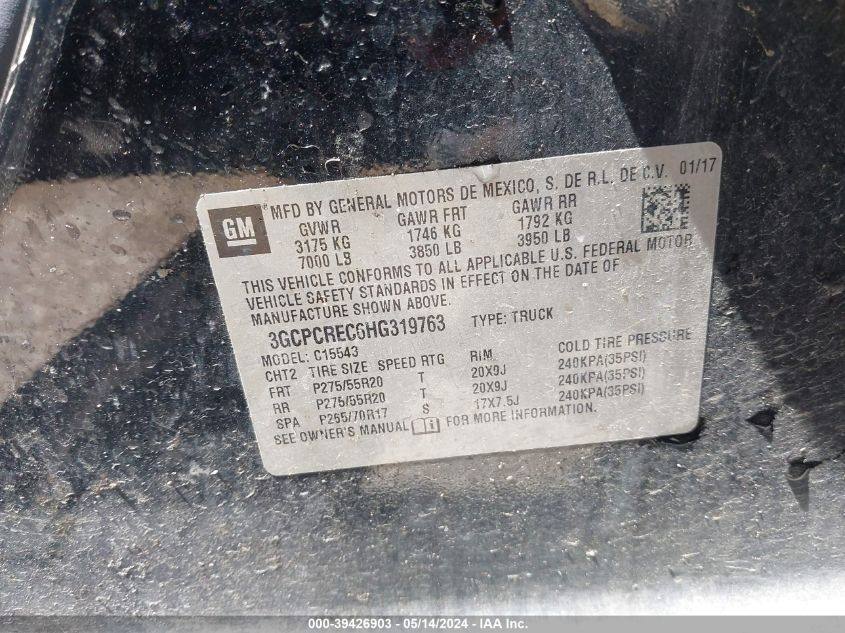 GM
MFD BY GENERAL MOTORS DE MEXICO, S. DE R.L. DE C.V. 01/17
GVWR GAWR FRT GAWR RR
3175 KG 1746 KG 1792 KG
7000 LB 3850 LB 3950 LB
THIS VEHICLE CONFORMS TO ALL APPLICABLE U.S. FEDERAL MOTOR
VEHICLE SAFETY STANDARDS IN EFFECT ON THE DATE OF
MANUFACTURE SHOWN ABOVE.
3GCPCREC6HG319763 TYPE: TRUCK
MODEL: C15543
CHT2 TIRE SIZE SPEED RTG RIM COLD TIRE PRESSURE
FRT P275/55R20 T 20X9J 240KPA(35PSI)
RR P275/55R20 T 20X9J 240KPA(35PSI)
SPA P265/70R17 S 17X7.5J 240KPA(35PSI)
SEE OWNER'S MANUAL FOR MORE INFORMATION.
000-39426903 - 05/14/2024 - IAA Inc.